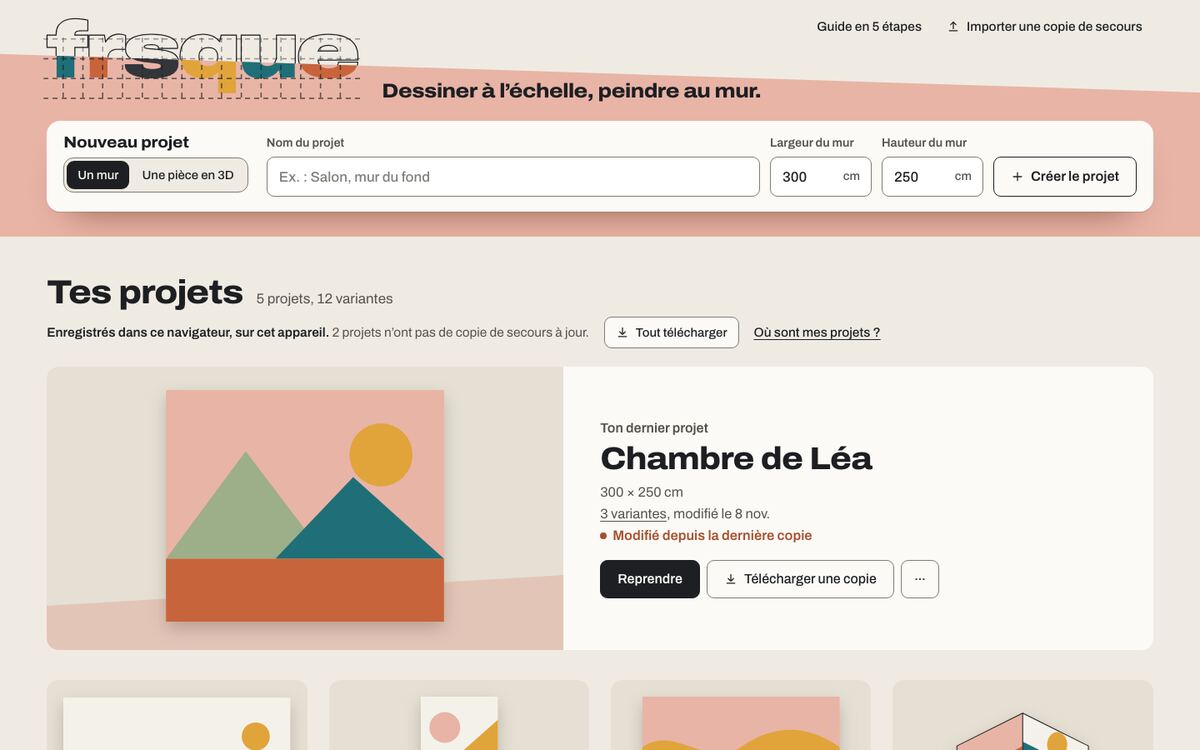 frsque
Guide en 5 étapes
Importer une copie de secours
Dessiner à l’échelle, peindre au mur.
Nouveau projet
Un mur
Une pièce en 3D
Nom du projet
Ex. : Salon, mur du fond
Largeur du mur
300 cm
Hauteur du mur
250 cm
Créer le projet
Tes projets
5 projets, 12 variantes
Enregistrés dans ce navigateur, sur cet appareil. 2 projets n’ont pas de copie de secours à jour.
Tout télécharger
Où sont mes projets ?
Ton dernier projet
Chambre de Léa
300 × 250 cm
3 variantes, modifié le 8 nov.
Modifié depuis la dernière copie
Reprendre
Télécharger une copie
···